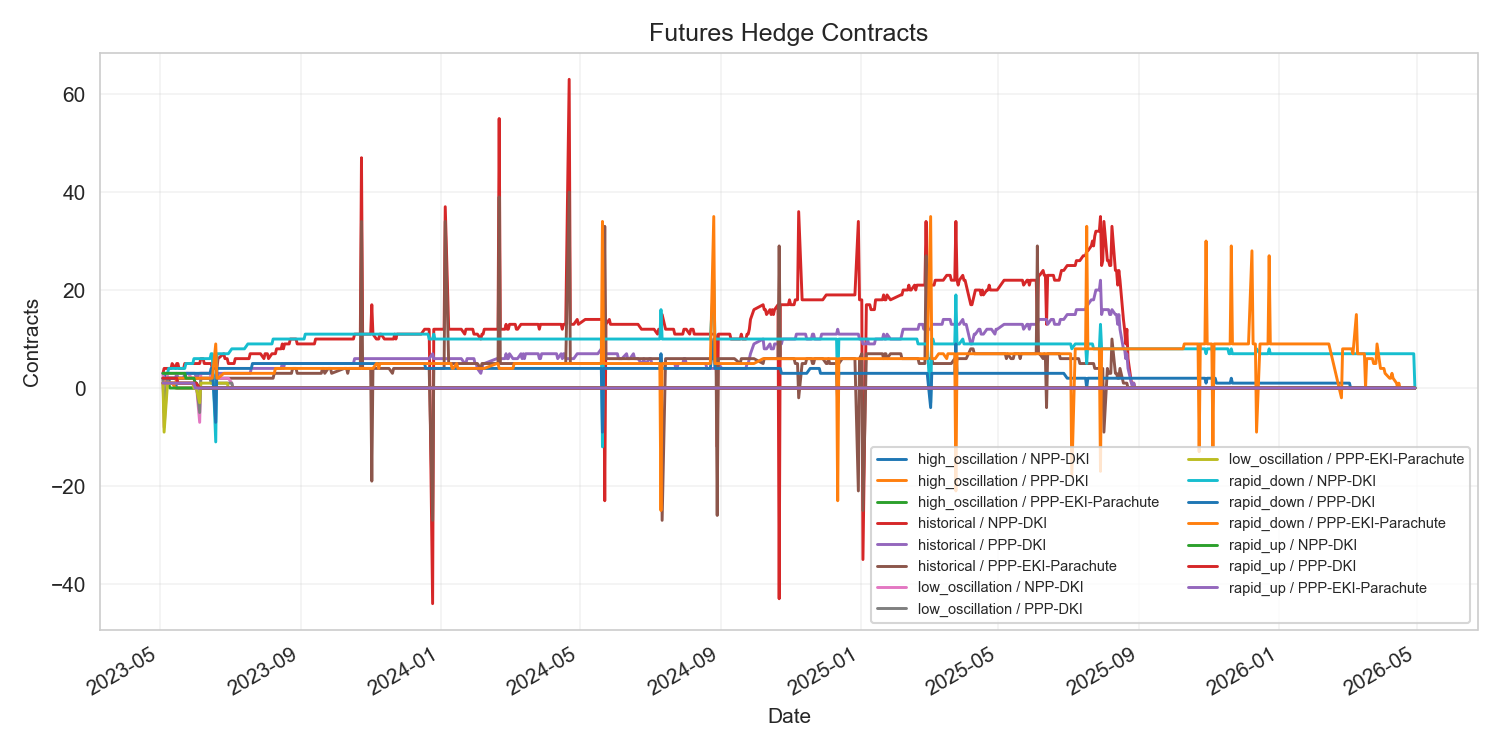 Futures Hedge Contracts
Contracts
60
40
20
0
−20
−40
high_oscillation / NPP-DKI
high_oscillation / PPP-DKI
high_oscillation / PPP-EKI-Parachute
historical / NPP-DKI
historical / PPP-DKI
historical / PPP-EKI-Parachute
low_oscillation / NPP-DKI
low_oscillation / PPP-DKI
low_oscillation / PPP-EKI-Parachute
rapid_down / NPP-DKI
rapid_down / PPP-DKI
rapid_down / PPP-EKI-Parachute
rapid_up / NPP-DKI
rapid_up / PPP-DKI
rapid_up / PPP-EKI-Parachute
2023-05
2023-09
2024-01
2024-05
2024-09
2025-01
2025-05
2025-09
2026-01
2026-05
Date